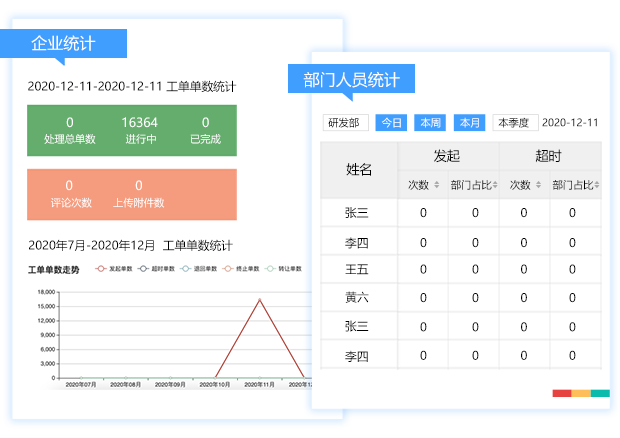 企业统计
2020-12-11-2020-12-11 工单单数统计
0 16364 0
处理总单数 进行中 已完成
0 0
评论次数 上传附件数
2020年7月-2020年12月 工单单数统计
工单单数走势 发起单数 超时单数 退回单数 终止单数 转让单数
18,000
15,000
12,000
9,000
6,000
3,000
0
2020年07月 2020年08月 2020年09月 2020年10月 2020年11月 2020年12
部门人员统计
研发部 今日 本周 本月 本季度 2020-12-11
姓名 发起 超时
次数 部门占比 次数 部门占比
张三 0 0 0 0
李四 0 0 0 0
王五 0 0 0 0
黄六 0 0 0 0
张三 0 0 0 0
李四 0 0 0 0